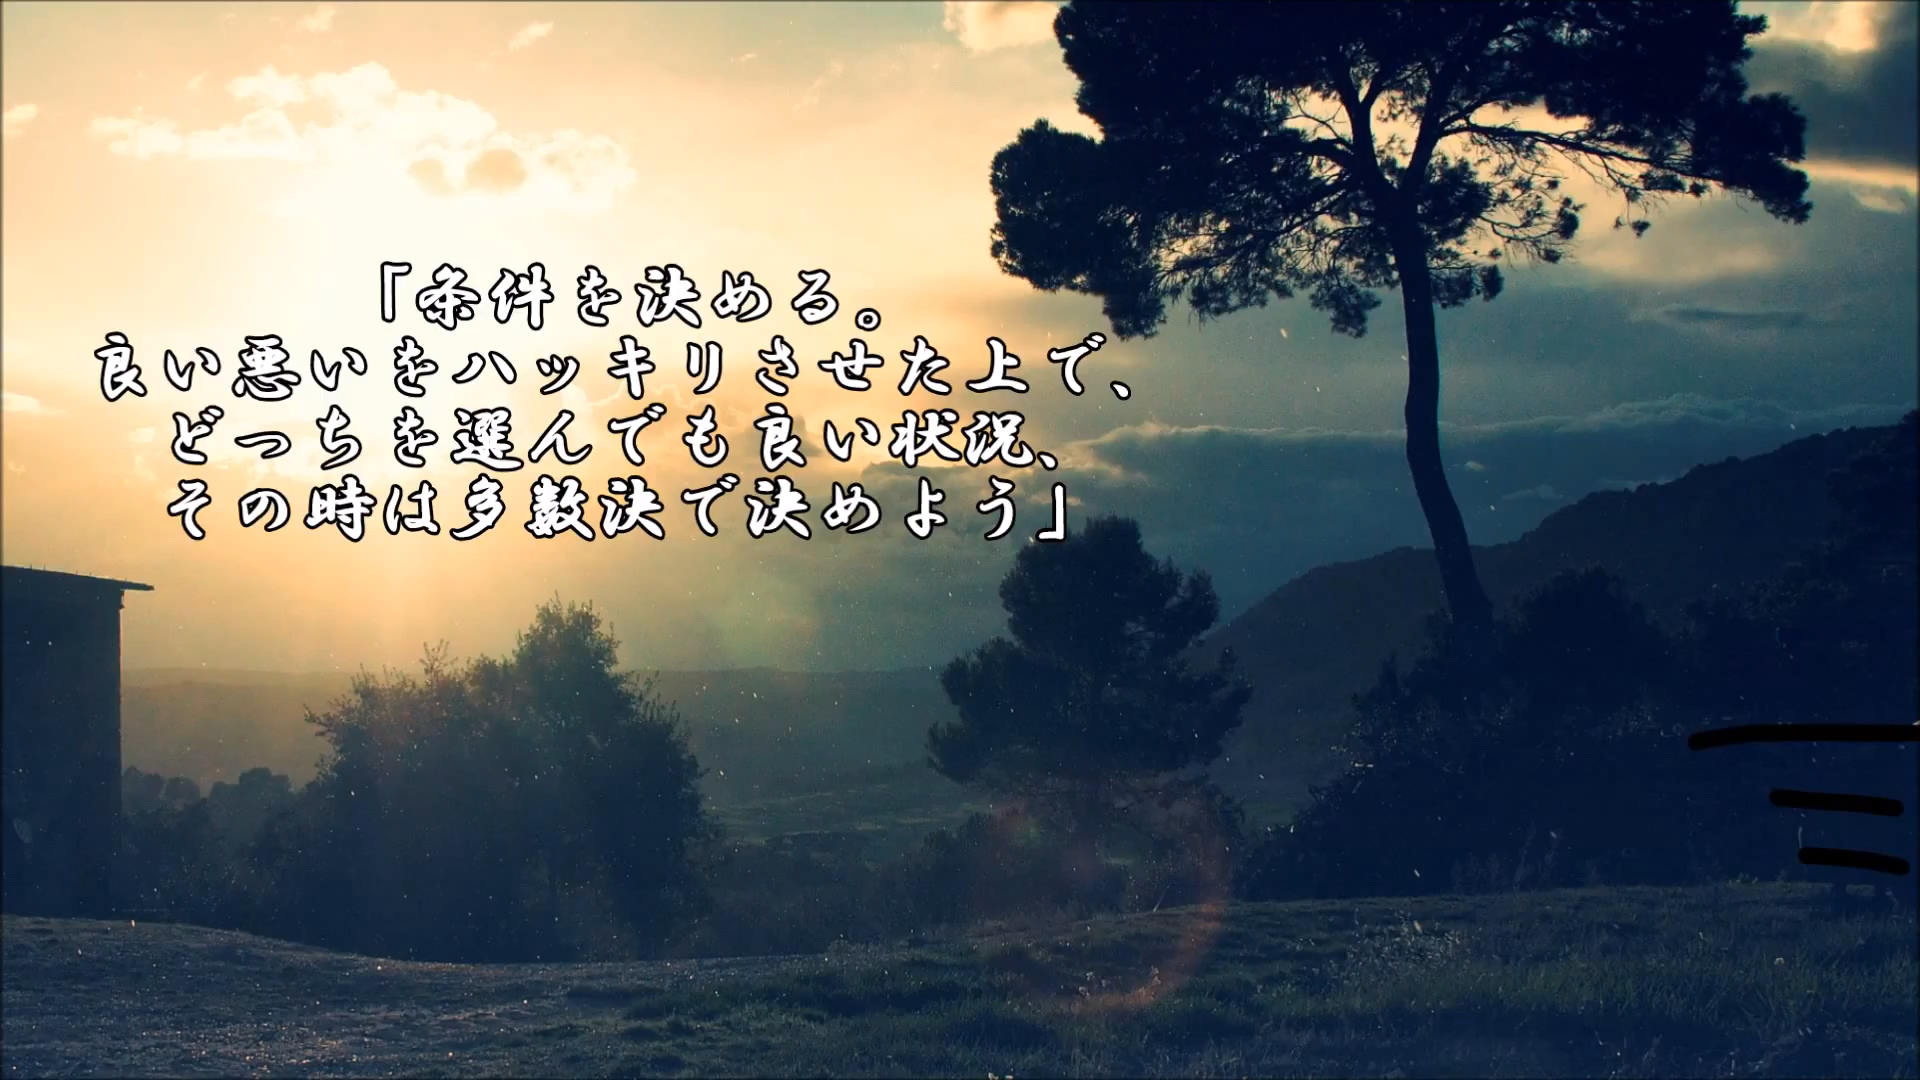 「条件を決める。
良い悪いをハッキリさせた上で、
どっちを選んでも良い状況、
その時は多数決で決めよう」